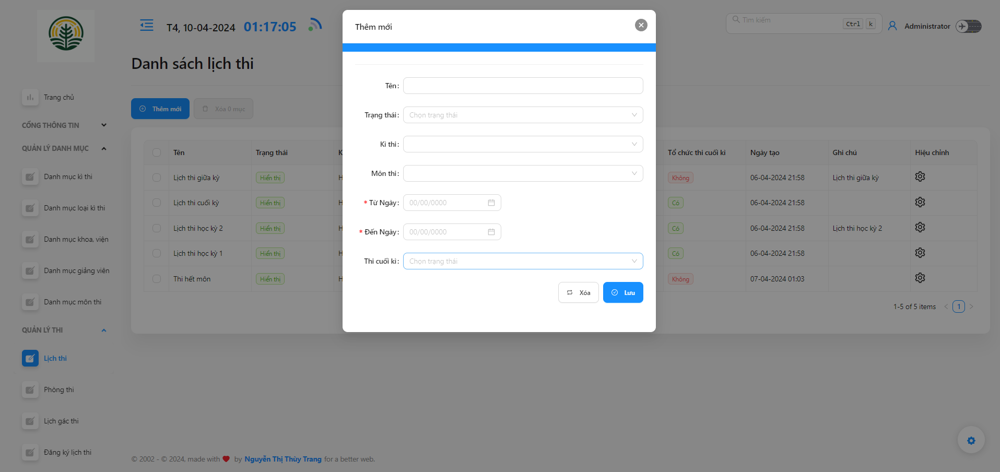 T4, 10-04-2024 01:17:05
Tìm kiếm Ctrl k
Administrator
Danh sách lịch thi
Thêm mới
Xóa 0 mục
Trang chủ
CỔNG THÔNG TIN
QUẢN LÝ DANH MỤC
Danh mục kì thi
Danh mục loại kì thi
Danh mục khoa, viện
Danh mục giảng viên
Danh mục môn thi
QUẢN LÝ THI
Lịch thi
Phòng thi
Lịch gác thi
Đăng ký lịch thi
Tên Trạng thái K Tổ chức thi cuối kì Ngày tạo Ghi chú Hiệu chỉnh
Lịch thi giữa kỳ Hiển thị H Không 06-04-2024 21:58 Lịch thi giữa kỳ
Lịch thi cuối kỳ Hiển thị H Có 06-04-2024 21:58
Lịch thi học kỳ 2 Hiển thị H Có 06-04-2024 21:58 Lịch thi học kỳ 2
Lịch thi học kỳ 1 Hiển thị H Có 06-04-2024 21:58
Thi hết môn Hiển thị H Không 07-04-2024 01:03
1-5 of 5 items 1
Thêm mới
Tên:
Trạng thái: Chọn trạng thái
Kì thi:
Môn thi:
* Từ Ngày: 00/00/0000
* Đến Ngày: 00/00/0000
Thi cuối kì: Chọn trạng thái
Xóa Lưu
© 2002 - © 2024, made with ❤ by Nguyễn Thị Thùy Trang for a better web.